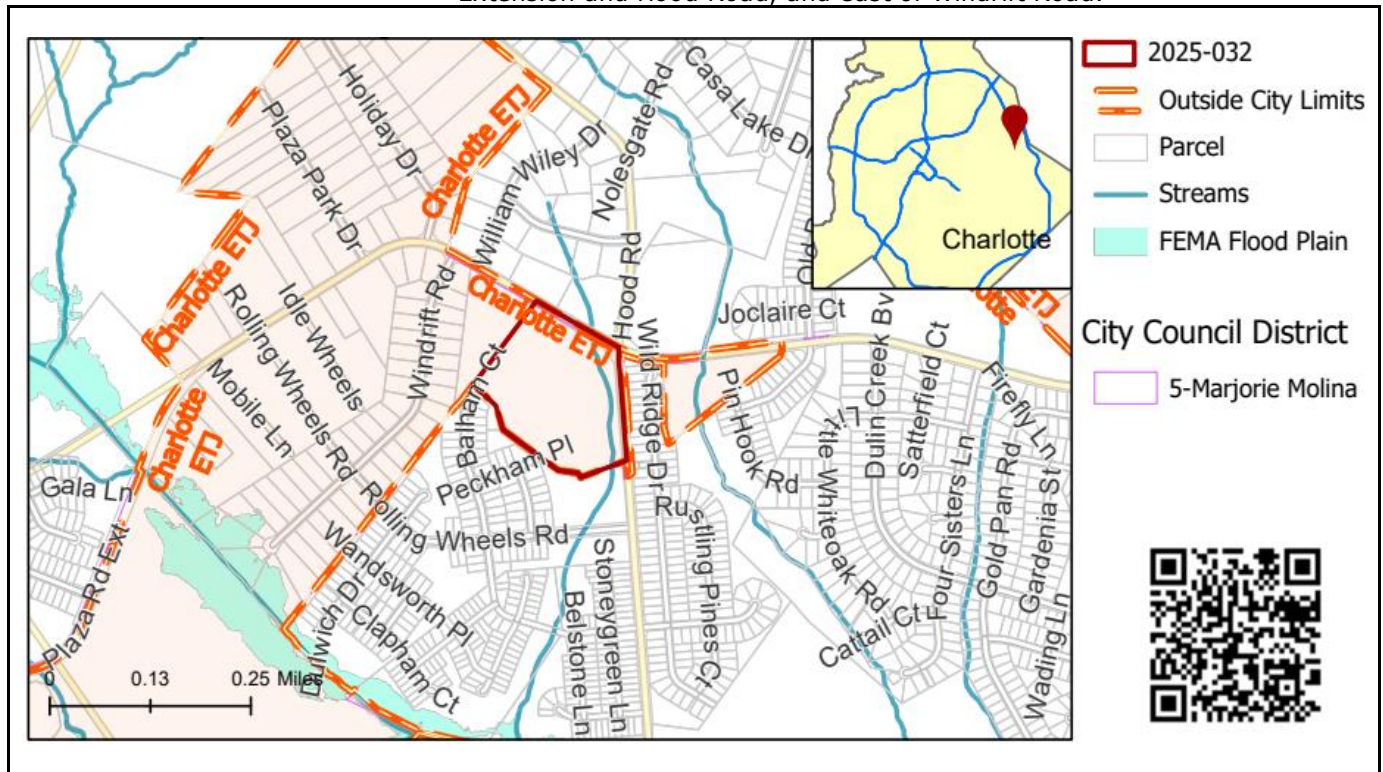 Extension and Hood Road, and east of Windrift Road.
2025-032
Outside City Limits
Parcel
Streams
FEMA Flood Plain
City Council District
5-Marjorie Molina
Charlotte
Casa Lake Dr
Nolesgate Rd
Holiday Dr
Plaza Park Dr
Charlotte ETJ
William Wiley Dr
Hood Rd
Charlotte ETJ
Charlotte ETJ
Windrift Rd
Idle Wheels
Rolling Wheels Rd
Mobile Ln
Charlotte
ETJ
Balham Ct
Peckham Pl
Wild Ridge Dr
Joclaire Ct
Pin Hook Rd
Dulin Creek Bv
Satterfield Ct
Firefly Ln
Little Whiteoak Rd
Four Sisters Ln
Gold Pan Rd
Gardenia St
Wading Ln
Cattail Ct
Rustling Pines Ct
Rolling Wheels Rd
Stoneygreen Ln
Belstone Ln
Wandsworth Pl
Clapham Ct
Dulwich Dr
Gala Ln
Plaza Rd Ext
0 0.13 0.25 Miles